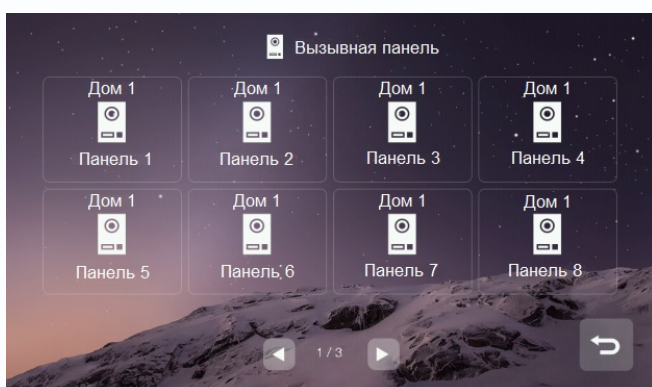 Вызывная панель
Дом 1 Дом 1 Дом 1 Дом 1
Панель 1 Панель 2 Панель 3 Панель 4
Дом 1 Дом 1 Дом 1 Дом 1
Панель 5 Панель 6 Панель 7 Панель 8
1/3